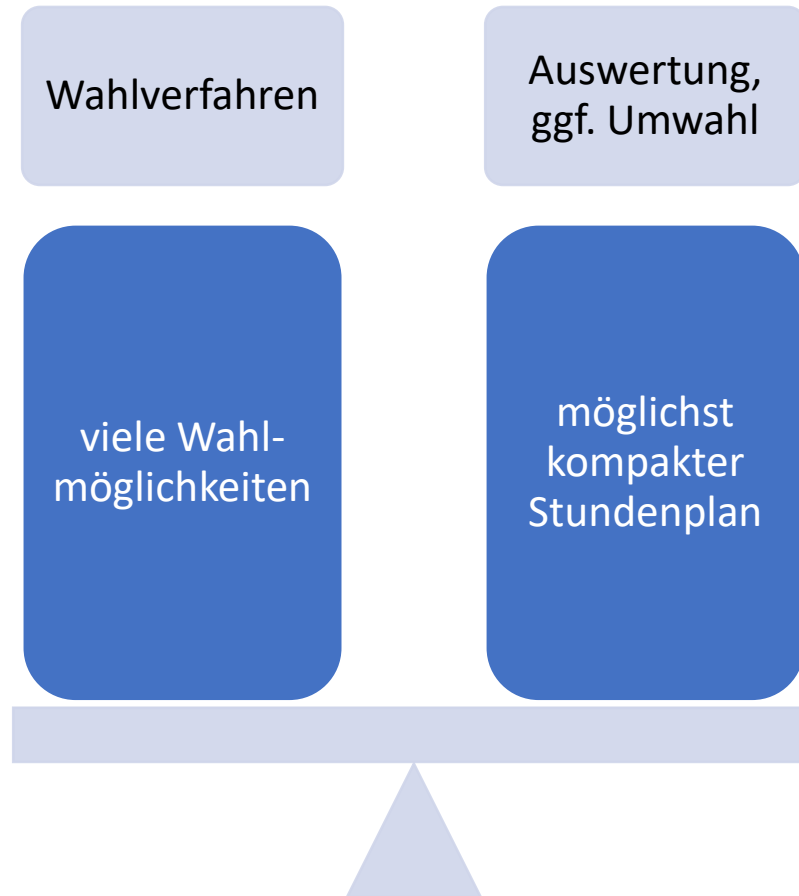 Wahlverfahren
Auswertung,
ggf. Umwahl
viele Wahl-
möglichkeiten
möglichst
kompakter
Stundenplan